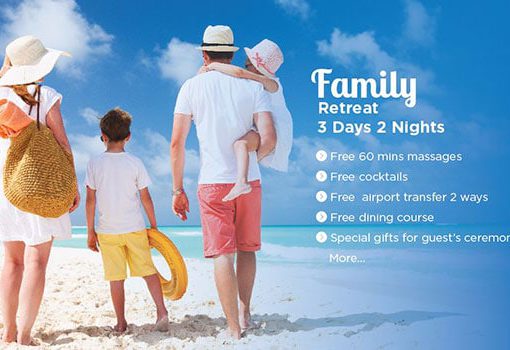 Family
Retreat
3 Days 2 Nights
Free 60 mins massages
Free cocktails
Free airport transfer 2 ways
Free dining course
Special gifts for guest's
More...